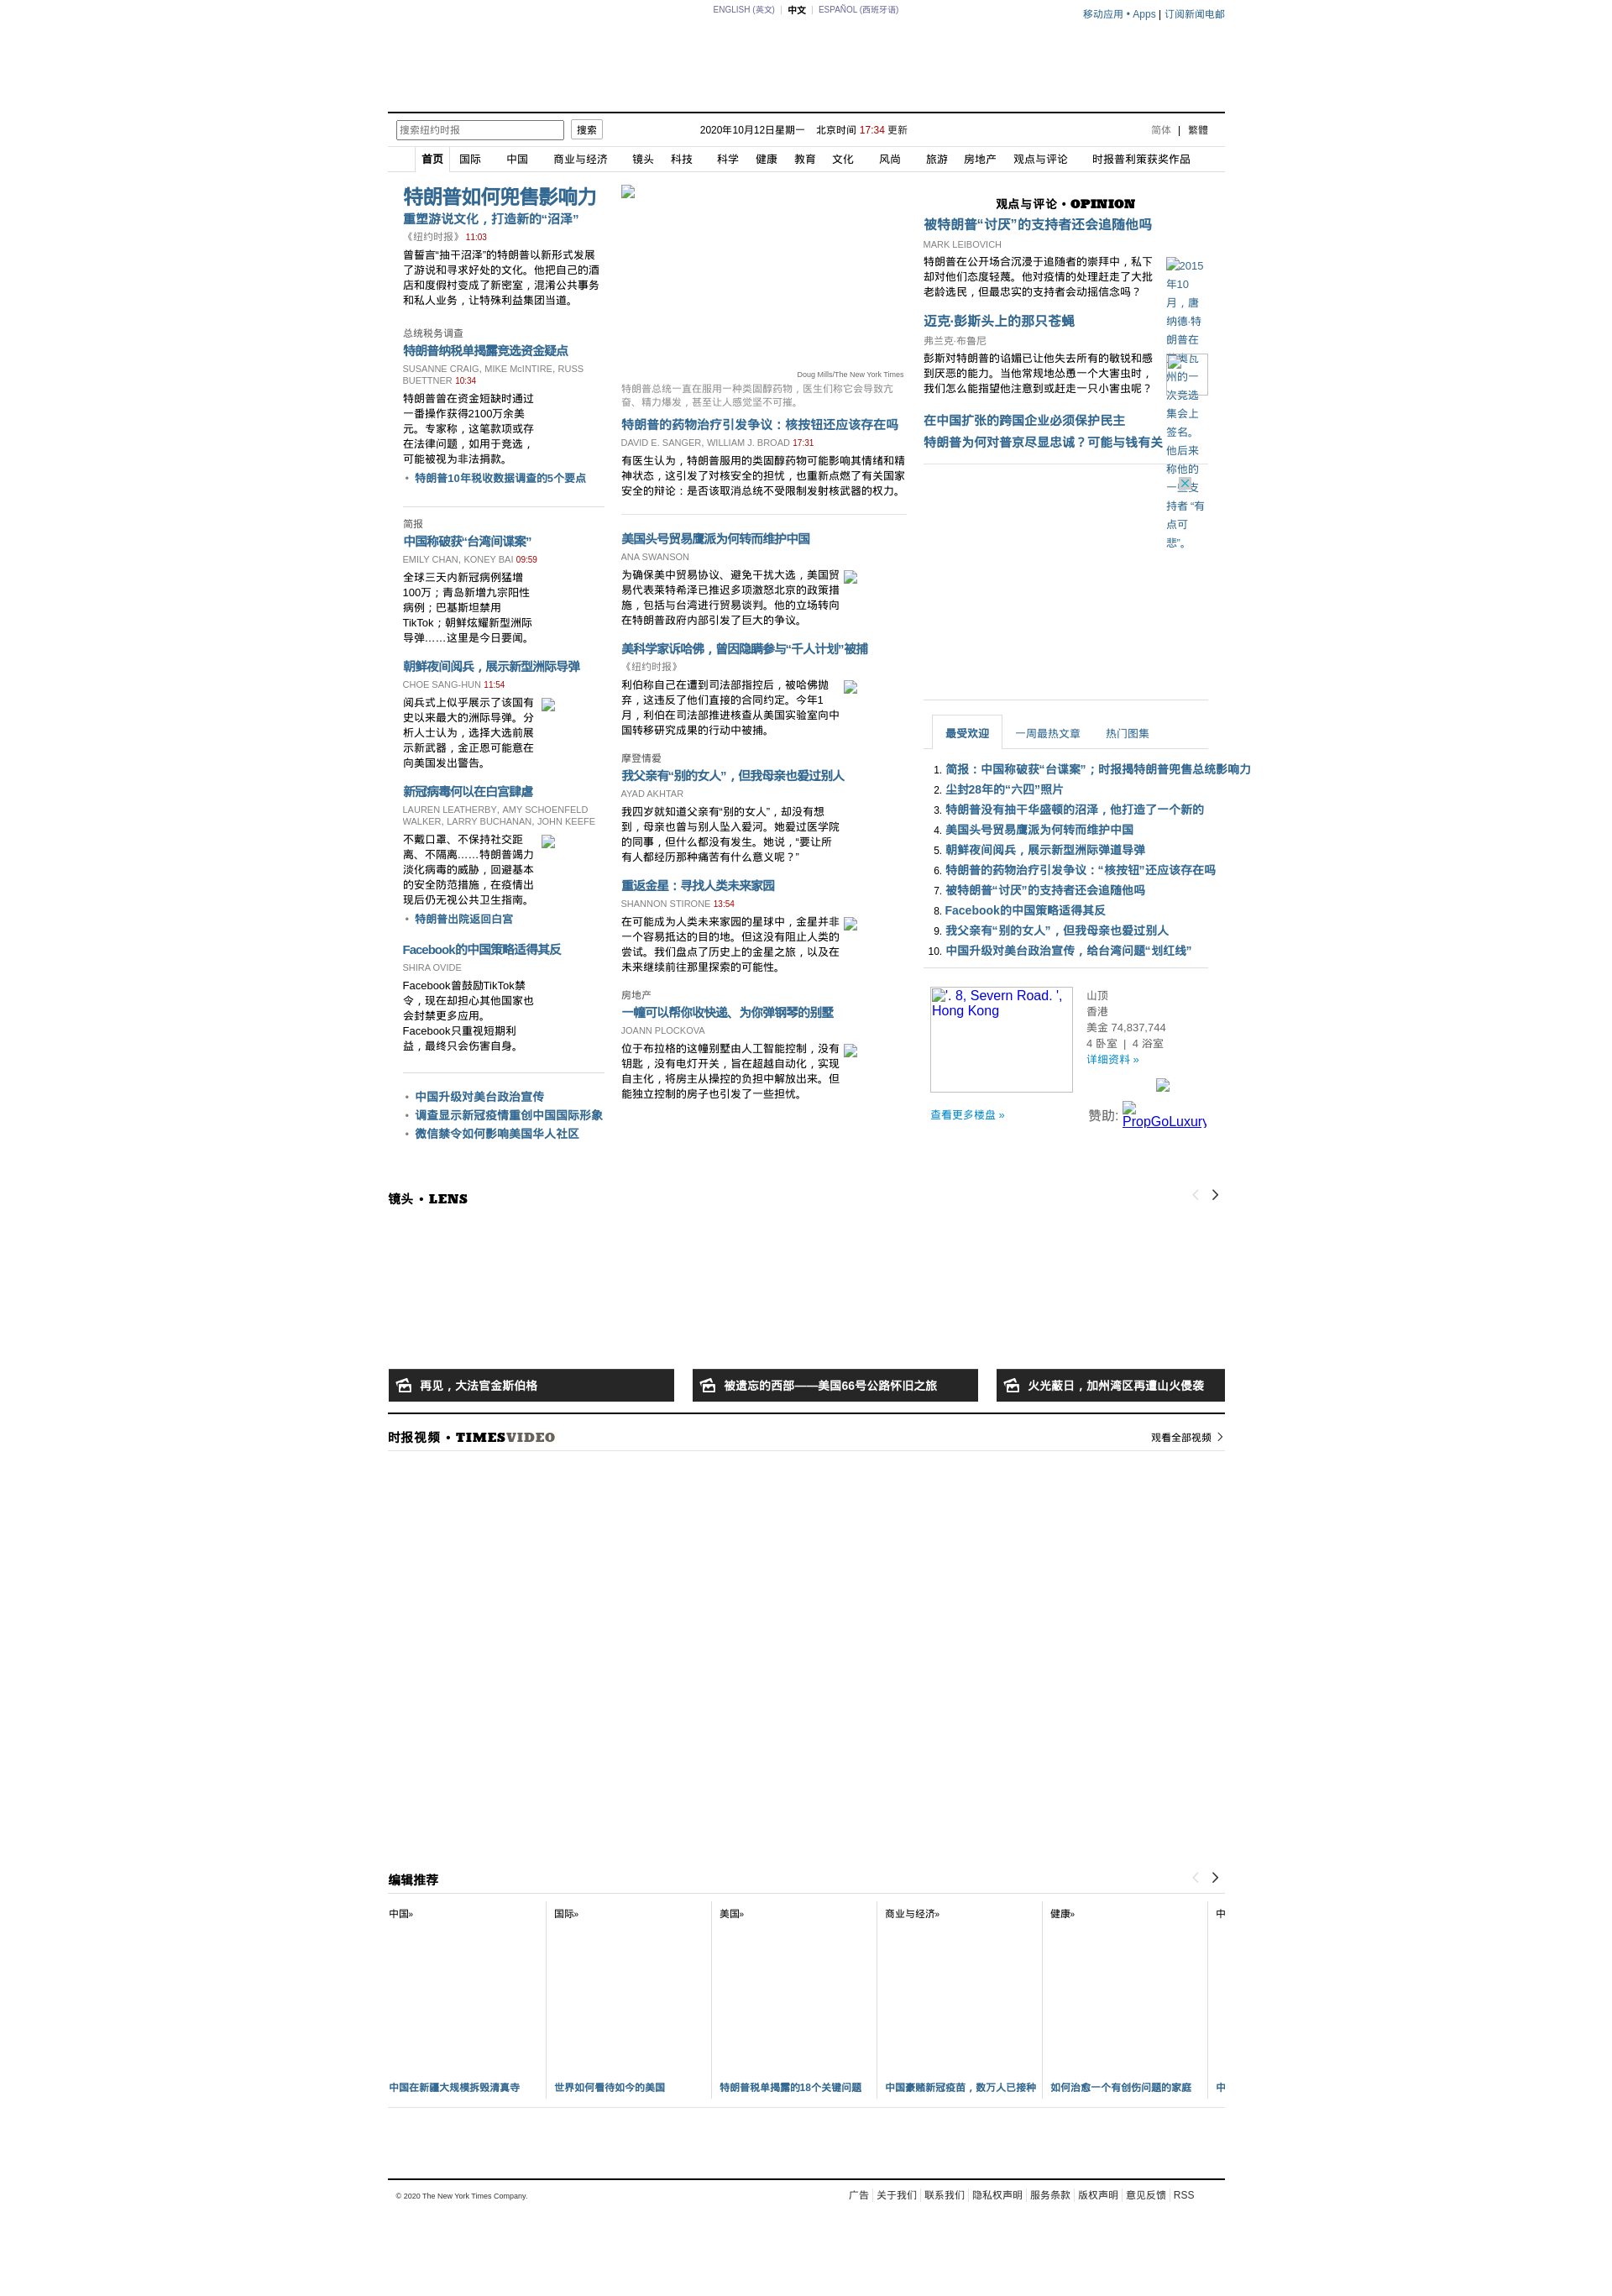 ENGLISH (英文) | 中文 | ESPAÑOL (西班牙语)
移动应用 • Apps | 订阅新闻电邮
搜索纽约时报
搜索
2020年10月12日星期一 北京时间 17:34 更新
简体 | 繁體
首页 国际 中国 商业与经济 镜头 科技 科学 健康 教育 文化 风尚 旅游 房地产 观点与评论 时报普利策获奖作品
特朗普如何兜售影响力
重塑游说文化，打造新的“沼泽”
《纽约时报》 11:03
曾誓言“抽干沼泽”的特朗普以新形式发展
了游说和寻求好处的文化。他把自己的酒
店和度假村变成了新密室，混淆公共事务
和私人业务，让特殊利益集团当道。
总统税务调查
特朗普纳税单揭露竞选资金疑点
SUSANNE CRAIG, MIKE McINTIRE, RUSS
BUETTNER 10:34
特朗普曾在资金短缺时通过
一番操作获得2100万余美
元。专家称，这笔款项或存
在法律问题，如用于竞选，
可能被视为非法捐款。
• 特朗普10年税收数据调查的5个要点
简报
中国称破获“台湾间谍案”
EMILY CHAN, KONEY BAI 09:59
全球三天内新冠病例猛增
100万；青岛新增九宗阳性
病例；巴基斯坦禁用
TikTok；朝鲜炫耀新型洲际
导弹……这里是今日要闻。
朝鲜夜间阅兵，展示新型洲际导弹
CHOE SANG-HUN 11:54
阅兵式上似乎展示了该国有
史以来最大的洲际导弹。分
析人士认为，选择大选前展
示新武器，金正恩可能意在
向美国发出警告。
新冠病毒何以在白宫肆虐
LAUREN LEATHERBY, AMY SCHOENFELD
WALKER, LARRY BUCHANAN, JOHN KEEFE
不戴口罩、不保持社交距
离、不隔离……特朗普竭力
淡化病毒的威胁，回避基本
的安全防范措施，在疫情出
现后仍无视公共卫生指南。
• 特朗普出院返回白宫
Facebook的中国策略适得其反
SHIRA OVIDE
Facebook曾鼓励TikTok禁
令，现在却担心其他国家也
会封禁更多应用。
Facebook只重视短期利
益，最终只会伤害自身。
• 中国升级对美台政治宣传
• 调查显示新冠疫情重创中国国际形象
• 微信禁令如何影响美国华人社区
Doug Mills/The New York Times
特朗普总统一直在服用一种类固醇药物，医生们称它会导致亢
奋、精力爆发，甚至让人感觉坚不可摧。
特朗普的药物治疗引发争议：核按钮还应该存在吗
DAVID E. SANGER, WILLIAM J. BROAD 17:31
有医生认为，特朗普服用的类固醇药物可能影响其情绪和精
神状态，这引发了对核安全的担忧，也重新点燃了有关国家
安全的辩论：是否该取消总统不受限制发射核武器的权力。
美国头号贸易鹰派为何转而维护中国
ANA SWANSON
为确保美中贸易协议、避免干扰大选，美国贸
易代表莱特希泽已推迟多项激怒北京的政策措
施，包括与台湾进行贸易谈判。他的立场转向
在特朗普政府内部引发了巨大的争议。
美科学家诉哈佛，曾因隐瞒参与“千人计划”被捕
《纽约时报》
利伯称自己在遭到司法部指控后，被哈佛抛
弃，这违反了他们直接的合同约定。今年1
月，利伯在司法部推进核查从美国实验室向中
国转移研究成果的行动中被捕。
摩登情爱
我父亲有“别的女人”，但我母亲也爱过别人
AYAD AKHTAR
我四岁就知道父亲有“别的女人”，却没有想
到，母亲也曾与别人坠入爱河。她爱过医学院
的同事，但什么都没有发生。她说，“要让所
有人都经历那种痛苦有什么意义呢？”
重返金星：寻找人类未来家园
SHANNON STIRONE 13:54
在可能成为人类未来家园的星球中，金星并非
一个容易抵达的目的地。但这没有阻止人类的
尝试。我们盘点了历史上的金星之旅，以及在
未来继续前往那里探索的可能性。
房地产
一幢可以帮你收快递、为你弹钢琴的别墅
JOANN PLOCKOVA
位于布拉格的这幢别墅由人工智能控制，没有
钥匙，没有电灯开关，旨在超越自动化，实现
自主化，将房主从操控的负担中解放出来。但
能独立控制的房子也引发了一些担忧。
观点与评论 • OPINION
被特朗普“讨厌”的支持者还会追随他吗
MARK LEIBOVICH
特朗普在公开场合沉浸于追随者的崇拜中，私下
却对他们态度轻蔑。他对疫情的处理赶走了大批
老龄选民，但最忠实的支持者会动摇信念吗？
2015
年10
月，唐
纳德·特
朗普在
州的一
次竞选
集会上
签名。
他后来
称他的
一些支
持者 “有
点可
悲”。
迈克·彭斯头上的那只苍蝇
弗兰克·布鲁尼
彭斯对特朗普的谄媚已让他失去所有的敏锐和感
到厌恶的能力。当他常规地怂恿一个大害虫时，
我们怎么能指望他注意到或赶走一只小害虫呢？
在中国扩张的跨国企业必须保护民主
特朗普为何对普京尽显忠诚？可能与钱有关
最受欢迎 一周最热文章 热门图集
1. 简报：中国称破获“台谍案”；时报揭特朗普兜售总统影响力
2. 尘封28年的“六四”照片
3. 特朗普没有抽干华盛顿的沼泽，他打造了一个新的
4. 美国头号贸易鹰派为何转而维护中国
5. 朝鲜夜间阅兵，展示新型洲际弹道导弹
6. 特朗普的药物治疗引发争议：“核按钮”还应该存在吗
7. 被特朗普“讨厌”的支持者还会追随他吗
8. Facebook的中国策略适得其反
9. 我父亲有“别的女人”，但我母亲也爱过别人
10. 中国升级对美台政治宣传，给台湾问题“划红线”
'. 8, Severn Road. ',
Hong Kong
山顶
香港
美金 74,837,744
4 卧室 | 4 浴室
详细资料 »
查看更多楼盘 »
赞助:
PropGoLuxury
镜头 • LENS
再见，大法官金斯伯格
被遗忘的西部——美国66号公路怀旧之旅
火光蔽日，加州湾区再遭山火侵袭
时报视频 • TIMESVIDEO
观看全部视频
编辑推荐
中国» 国际» 美国» 商业与经济» 健康» 中
中国在新疆大规模拆毁清真寺
世界如何看待如今的美国
特朗普税单揭露的18个关键问题
中国豪赌新冠疫苗，数万人已接种
如何治愈一个有创伤问题的家庭
中
© 2020 The New York Times Company.
广告 关于我们 联系我们 隐私权声明 服务条款 版权声明 意见反馈 RSS